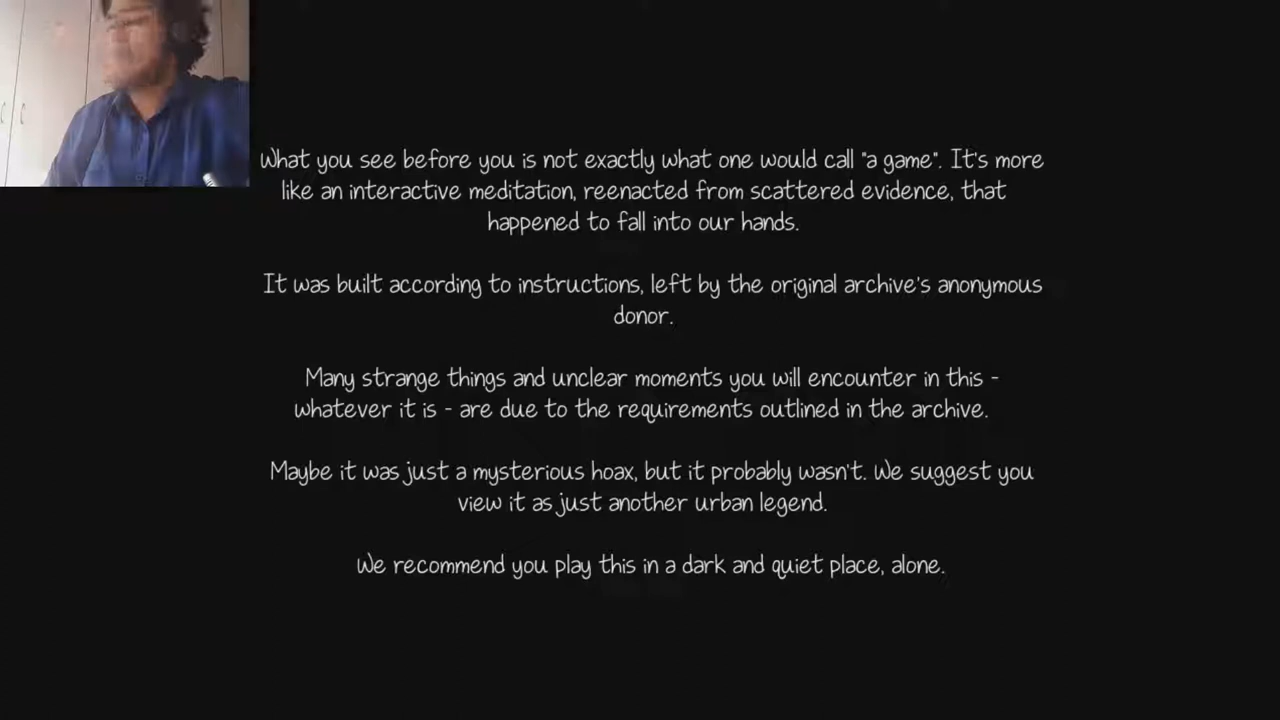 What you see before you is not exactly what one would call "a game". It's more
like an interactive meditation, reenacted from scattered evidence, that
happened to fall into our hands.
It was built according to instructions, left by the original archive's anonymous
donor.
Many strange things and unclear moments you will encounter in this -
whatever it is - are due to the requirements outlined in the archive.
Maybe it was just a mysterious hoax, but it probably wasn't. We suggest you
view it as just another urban legend.
We recommend you play this in a dark and quiet place, alone.